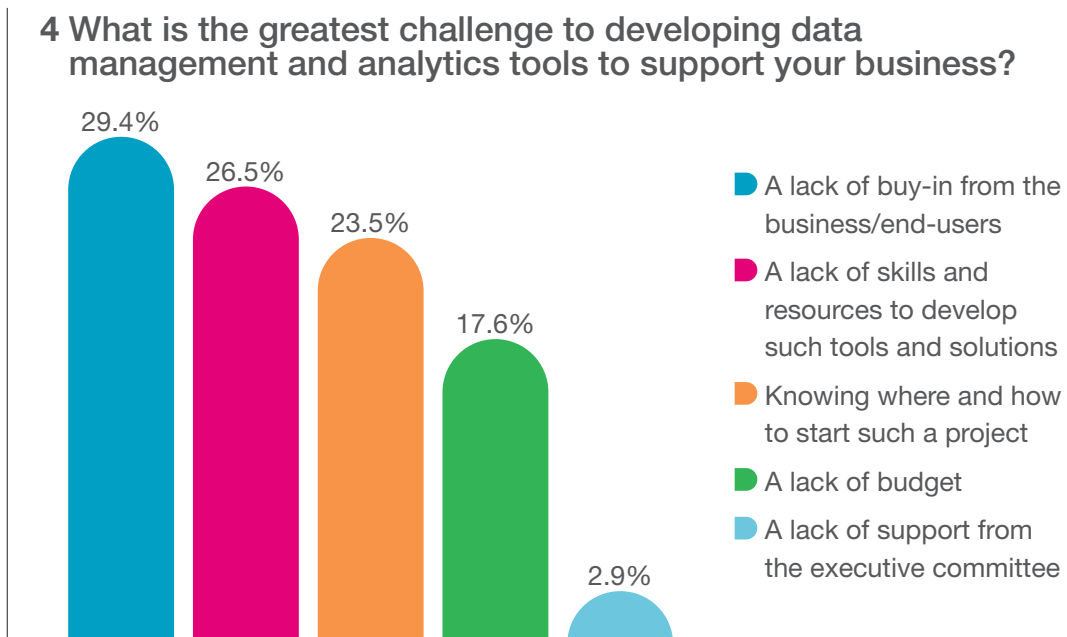 4 What is the greatest challenge to developing data
management and analytics tools to support your business?
29.4%
26.5%
23.5%
17.6%
2.9%
A lack of buy-in from the
business/end-users
A lack of skills and
resources to develop
such tools and solutions
Knowing where and how
to start such a project
A lack of budget
A lack of support from
the executive committee